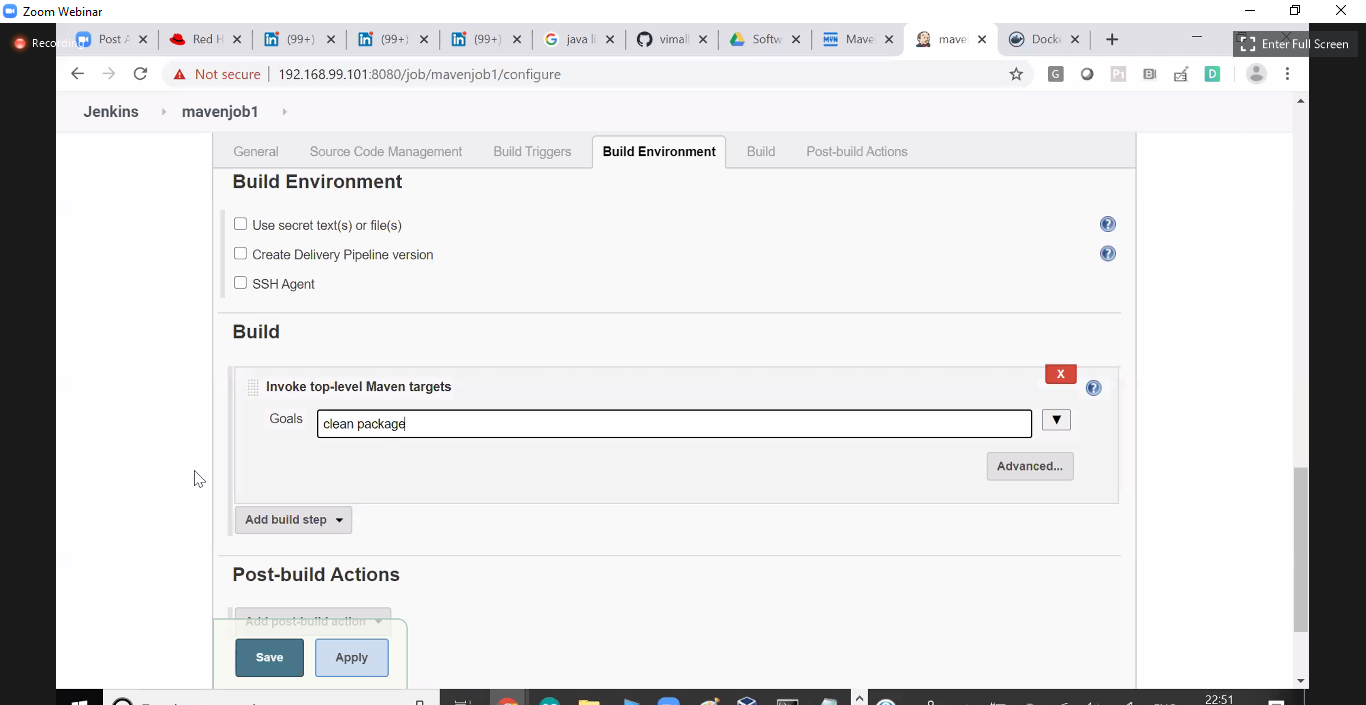 Zoom Webinar
Recording
Post A
Red H
(99+)
(99+)
(99+)
java li
vimall
Softw
Mave
mave
Dock
Enter Full Screen
Not secure
192.168.99.101:8080/job/mavenjob1/configure
Jenkins
mavenjob1
General
Source Code Management
Build Triggers
Build Environment
Build
Post-build Actions
Build Environment
Use secret text(s) or file(s)
Create Delivery Pipeline version
SSH Agent
Build
X
Invoke top-level Maven targets
Goals
clean package
Advanced...
Add build step
Post-build Actions
Add post-build action
Save
Apply
22:51